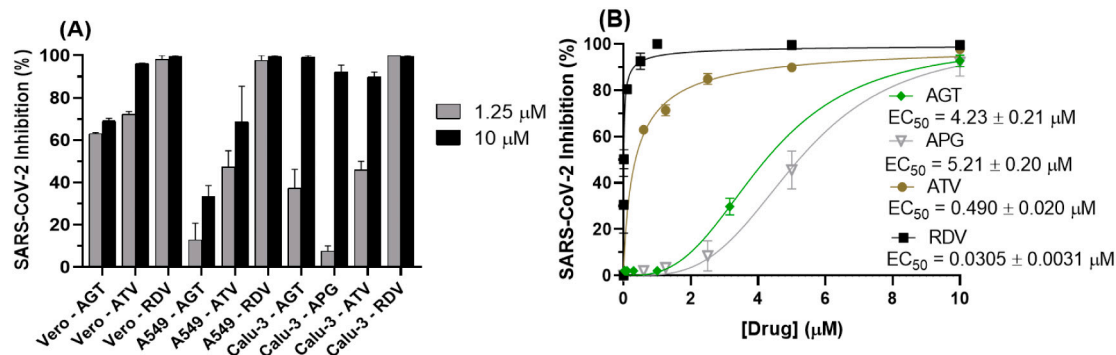 (A)
SARS-CoV-2 Inhibition (%)
100
80
60
40
20
0
Vero - AGT
Vero - ATV
Vero - RDV
A549 - AGT
A549 - ATV
A549 - RDV
Calu-3 - AGT
Calu-3 - APG
Calu-3 - ATV
Calu-3 - RDV
1.25 μM
10 μM
(B)
SARS-CoV-2 Inhibition (%)
100
80
60
40
20
0
0
5
10
[Drug] (μM)
AGT
EC50 = 4.23 ± 0.21 μM
APG
EC50 = 5.21 ± 0.20 μM
ATV
EC50 = 0.490 ± 0.020 μM
RDV
EC50 = 0.0305 ± 0.0031 μM